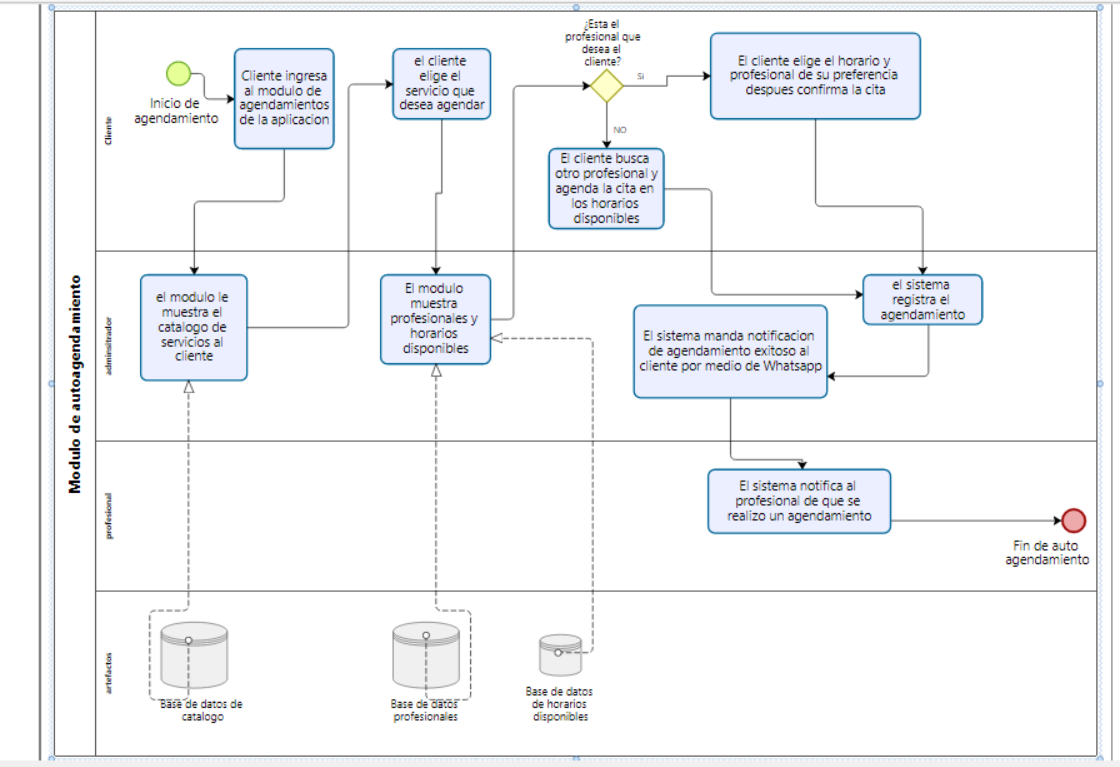 Modulo de autoagendamiento
Cliente
Inicio de
agendamiento
Cliente ingresa
al modulo de
agendamientos
de la aplicacion
el cliente
elige el
servicio que
desea agendar
¿Esta el
profesional que
desea el
cliente?
Si
NO
El cliente elige el horario y
profesional de su preferencia
despues confirma la cita
El cliente busca
otro profesional y
agenda la cita en
los horarios
disponibles
adminsitrador
el modulo le
muestra el
catalogo de
servicios al
cliente
El modulo
muestra
profesionales y
horarios
disponibles
el sistema
registra el
agendamiento
El sistema manda notificacion
de agendamiento exitoso al
cliente por medio de Whatsapp
profesional
El sistema notifica al
profesional de que se
realizo un agendamiento
Fin de auto
agendamiento
artefactos
Base de datos de
catalogo
Base de datos
profesionales
Base de datos
de horarios
disponibles